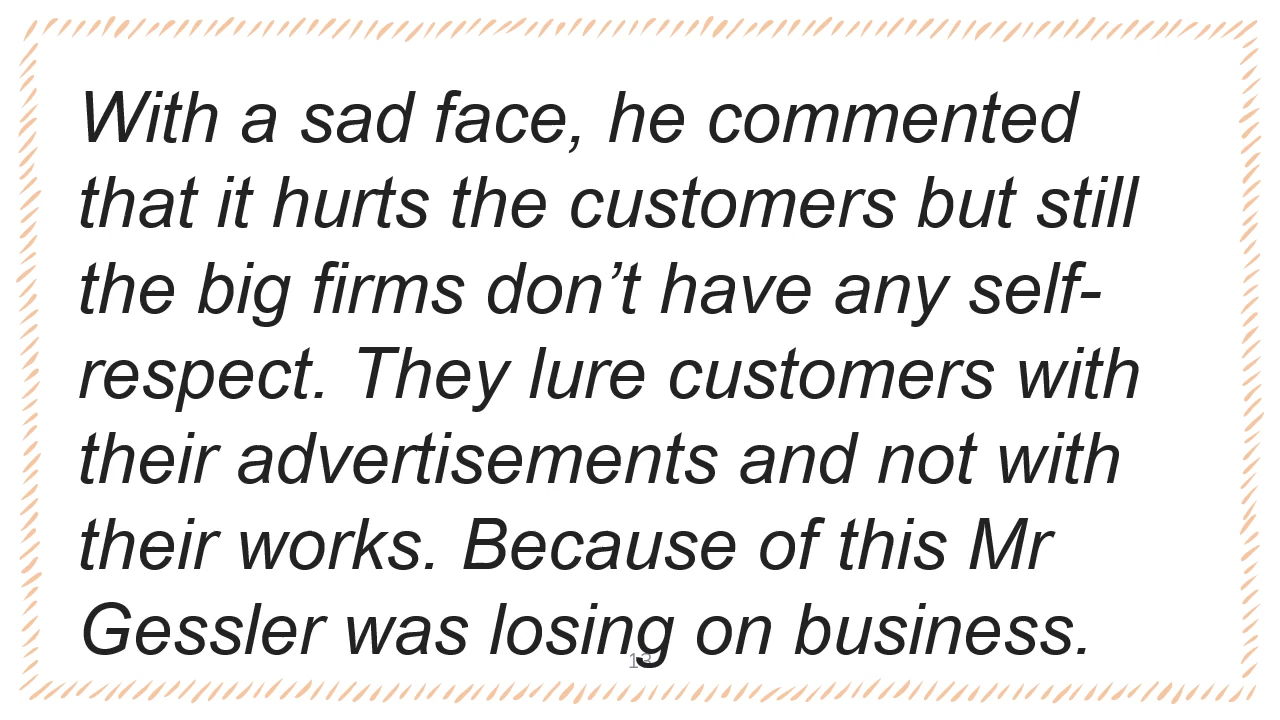 With a sad face, he commented
that it hurts the customers but still
the big firms don’t have any self-
respect. They lure customers with
their advertisements and not with
their works. Because of this Mr
Gessler was losing on business.
13